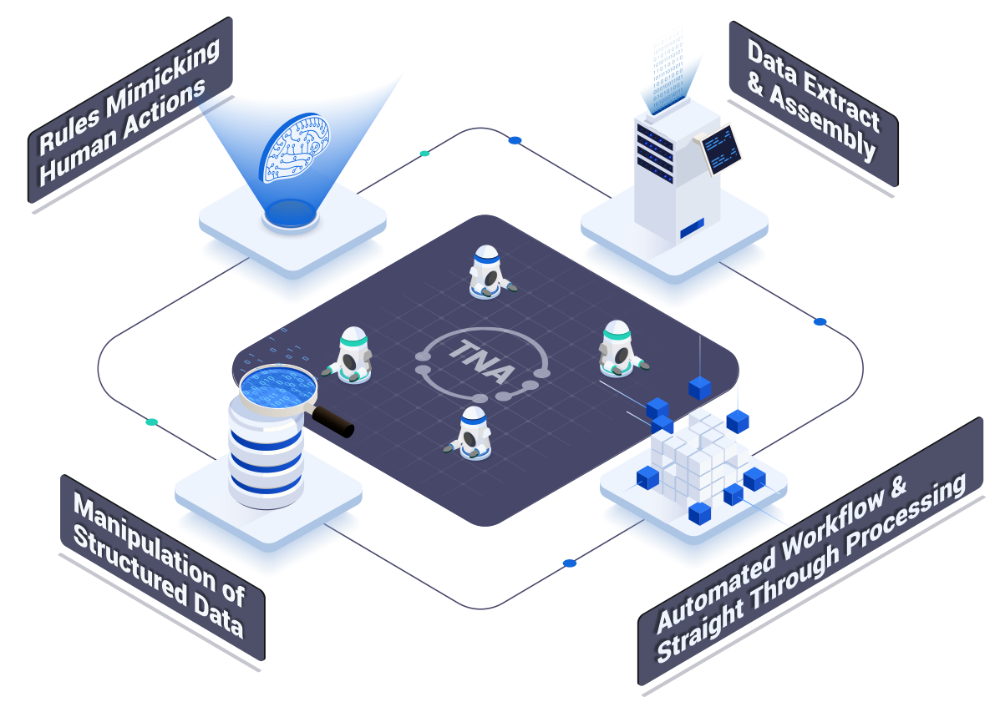 Rules Mimicking
Human Actions
Data Extract
& Assembly
TNA
Manipulation of
Structured Data
Automated Workflow &
Straight Through Processing